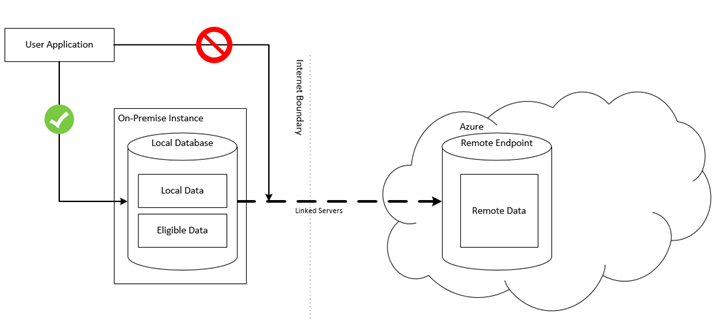 User Application
Internet Boundary
On-Premise Instance
Local Database
Local Data
Eligible Data
Linked Servers
Azure
Remote Endpoint
Remote Data